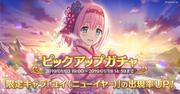 ピックアップガチャ
2019/01/03 19:00 〜 2019/01/18 14:59まで
限定キャラ「ユイ(ニューイヤー)」の出現率UP!